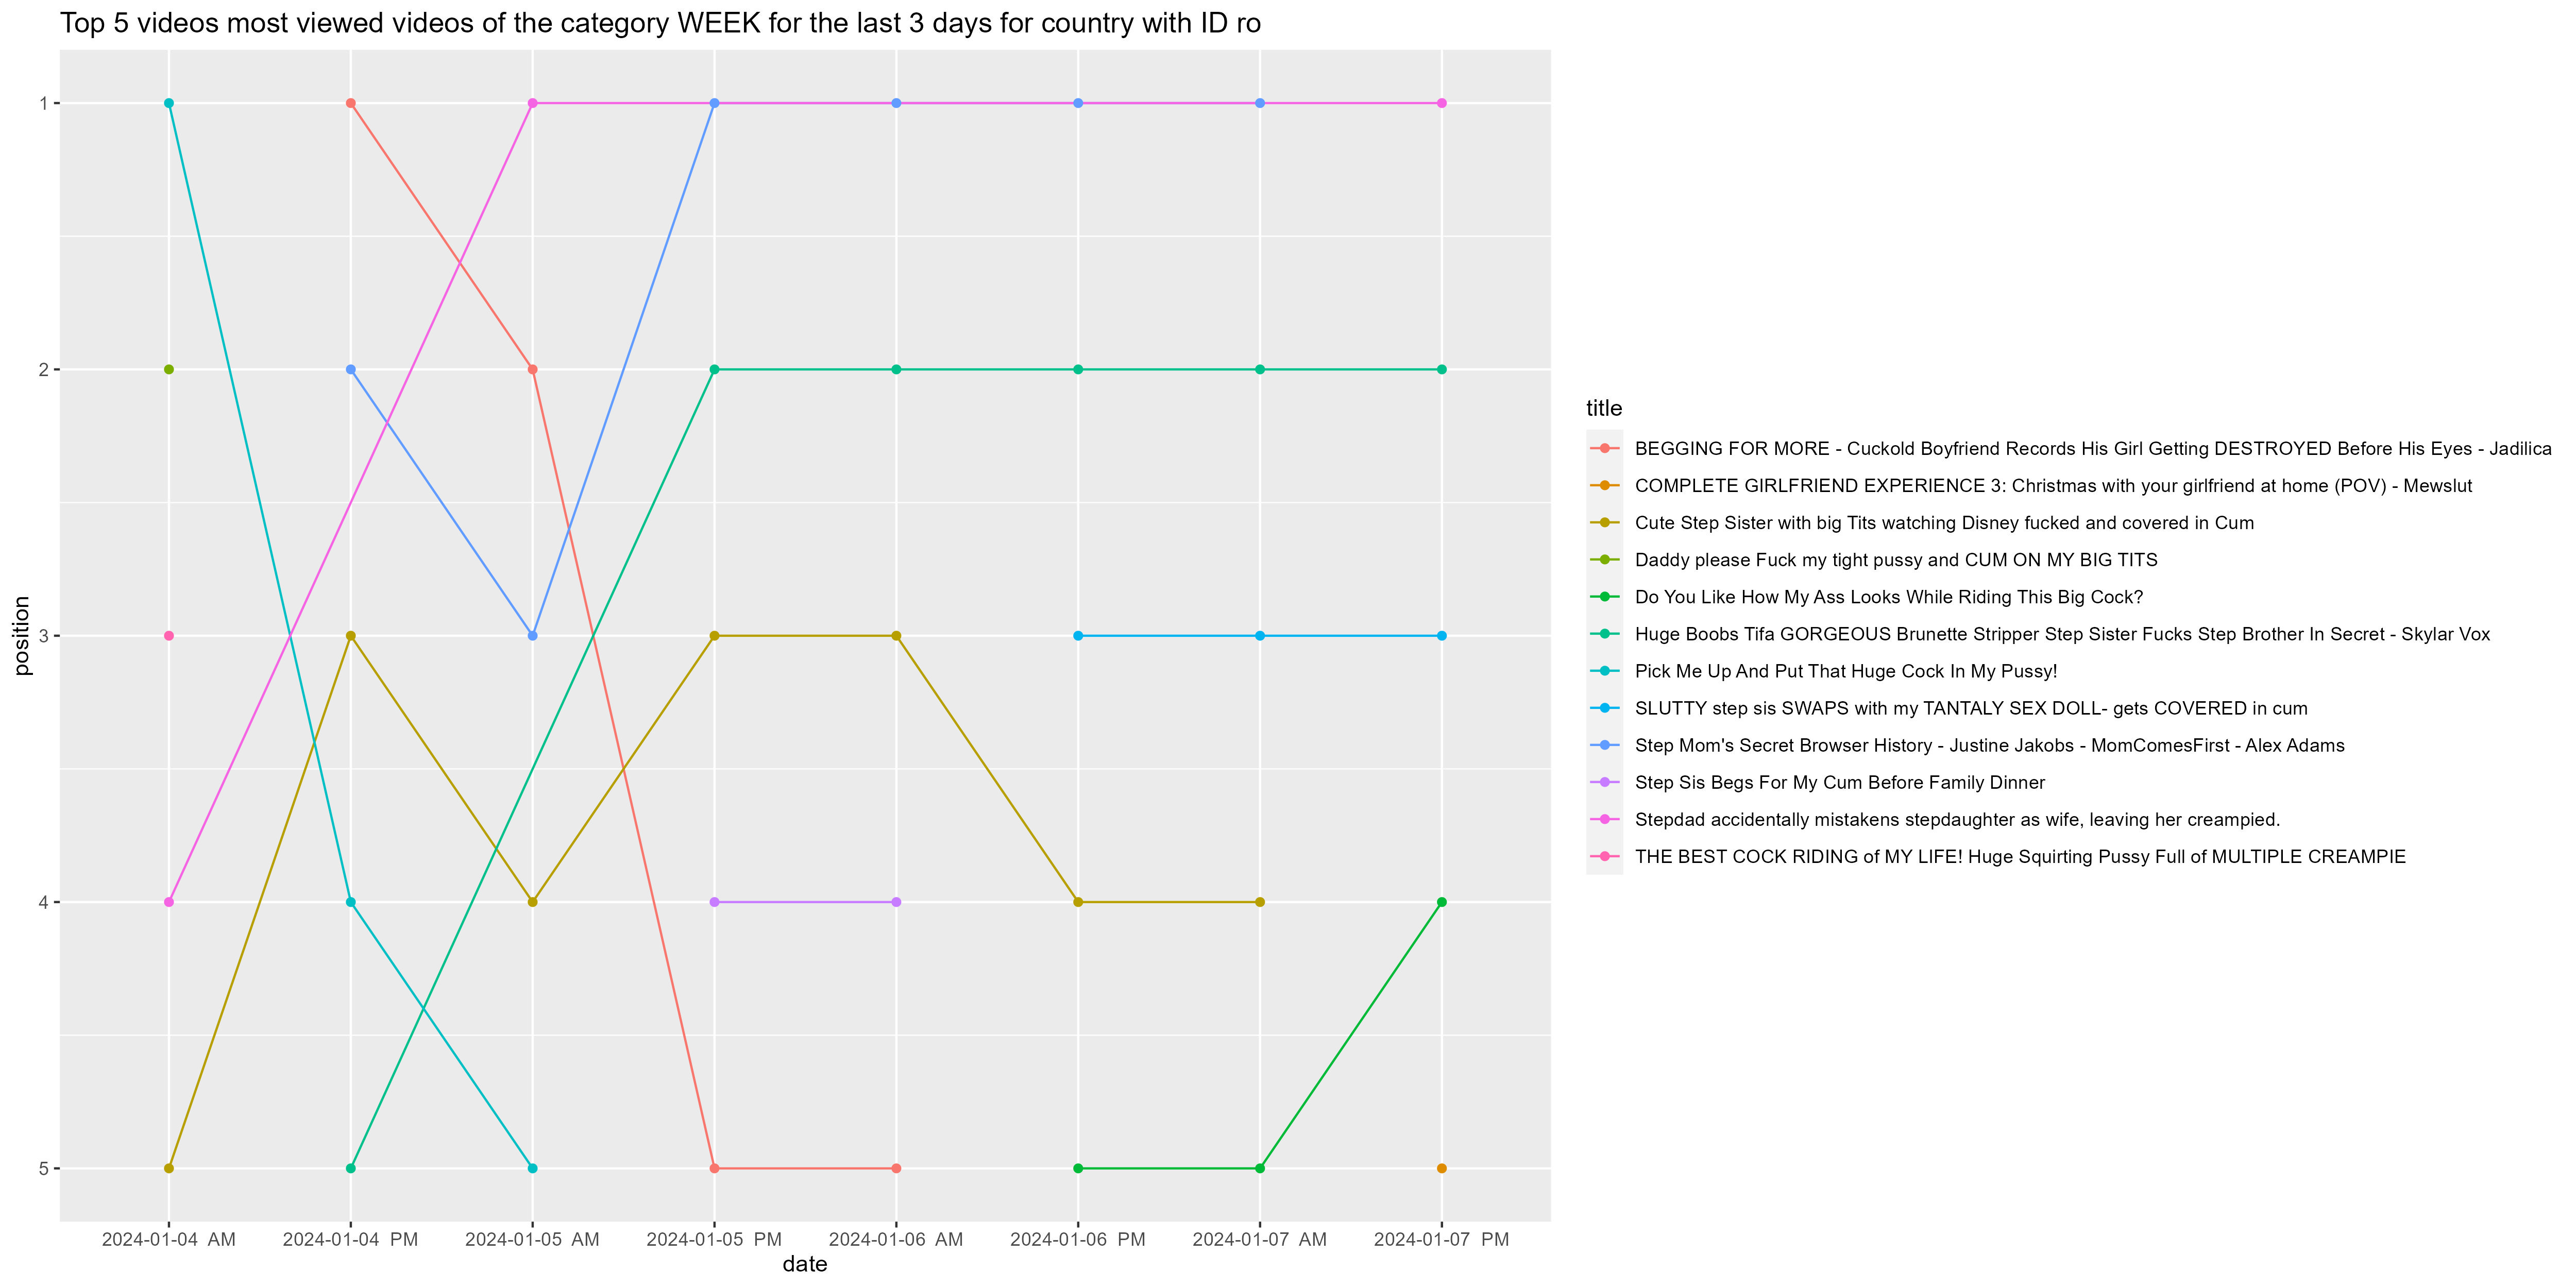 Top 5 videos most viewed videos of the category WEEK for the last 3 days for country with ID ro
position
1
2
3
4
5
2024-01-04 AM
2024-01-04 PM
2024-01-05 AM
2024-01-05 PM
2024-01-06 AM
2024-01-06 PM
2024-01-07 AM
2024-01-07 PM
date
title
BEGGING FOR MORE - Cuckold Boyfriend Records His Girl Getting DESTROYED Before His Eyes - Jadilica
COMPLETE GIRLFRIEND EXPERIENCE 3: Christmas with your girlfriend at home (POV) - Mewslut
Cute Step Sister with big Tits watching Disney fucked and covered in Cum
Daddy please Fuck my tight pussy and CUM ON MY BIG TITS
Do You Like How My Ass Looks While Riding This Big Cock?
Huge Boobs Tifa GORGEOUS Brunette Stripper Step Sister Fucks Step Brother In Secret - Skylar Vox
Pick Me Up And Put That Huge Cock In My Pussy!
SLUTTY step sis SWAPS with my TANTALY SEX DOLL- gets COVERED in cum
Step Mom's Secret Browser History - Justine Jakobs - MomComesFirst - Alex Adams
Step Sis Begs For My Cum Before Family Dinner
Stepdad accidentally mistakens stepdaughter as wife, leaving her creampied.
THE BEST COCK RIDING of MY LIFE! Huge Squirting Pussy Full of MULTIPLE CREAMPIE